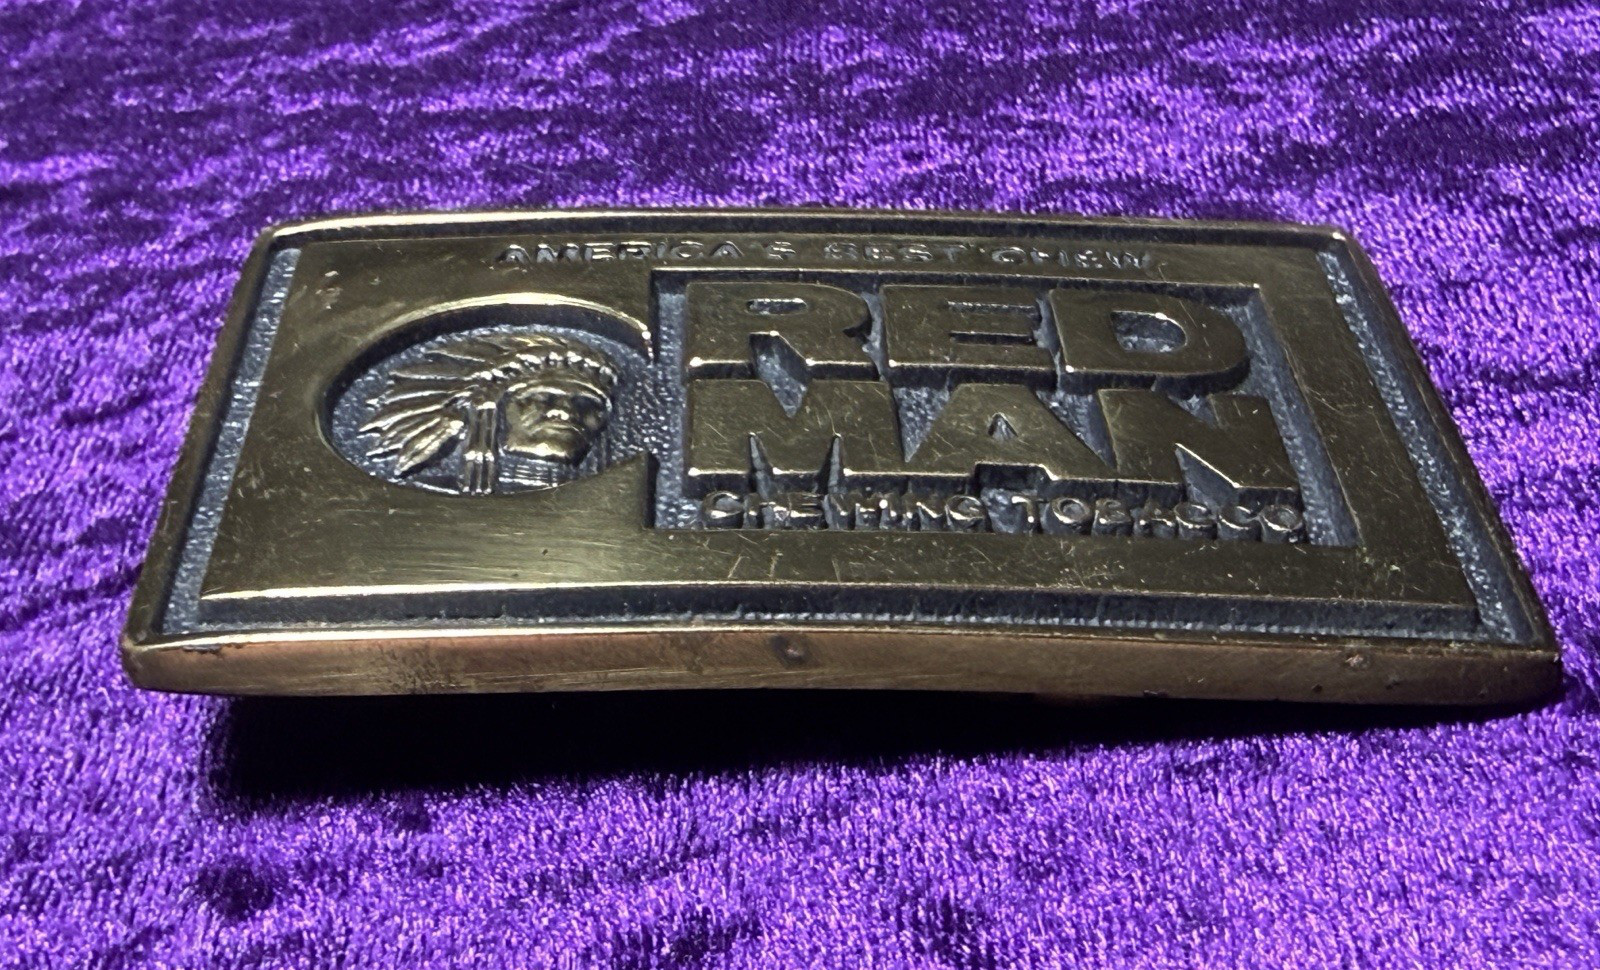 AMERICA'S BEST CHEW
RED
MAN
CHEWING TOBACCO